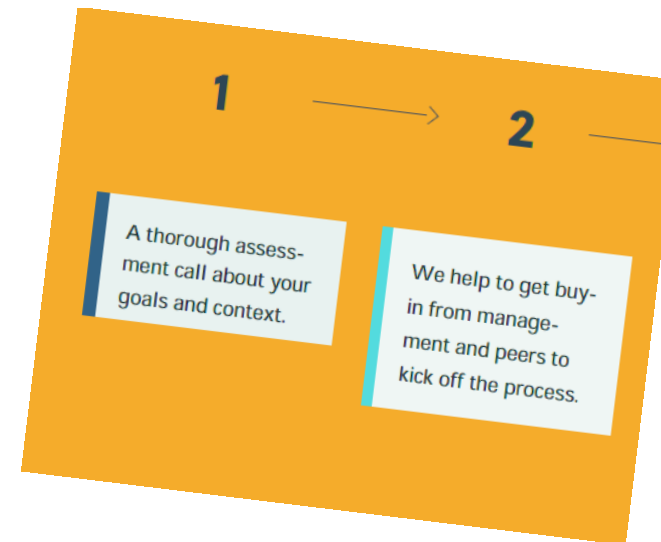 1
2
A thorough assess-
ment call about your
goals and context.
We help to get buy-
in from manage-
ment and peers to
kick off the process.